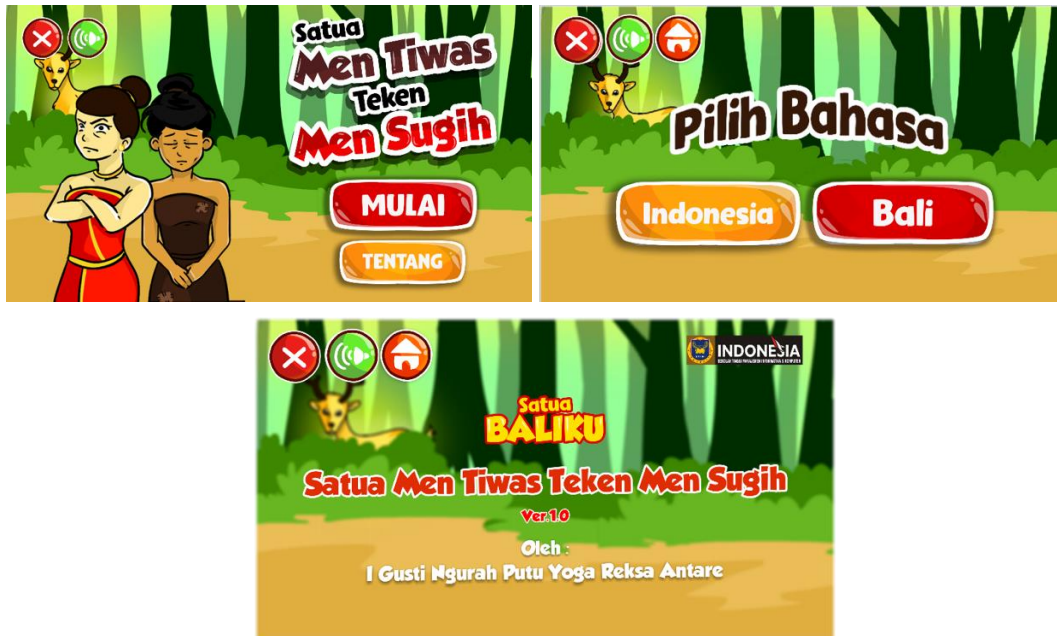 Satua
Men Tiwas
Teken
Men Sugih
MULAI
TENTANG
Pilih Bahasa
Indonesia
Bali
INDONESIA
Satua
BALIKU
Satua Men Tiwas Teken Men Sugih
Ver.1.0
Oleh :
I Gusti Ngurah Putu Yoga Reksa Antare